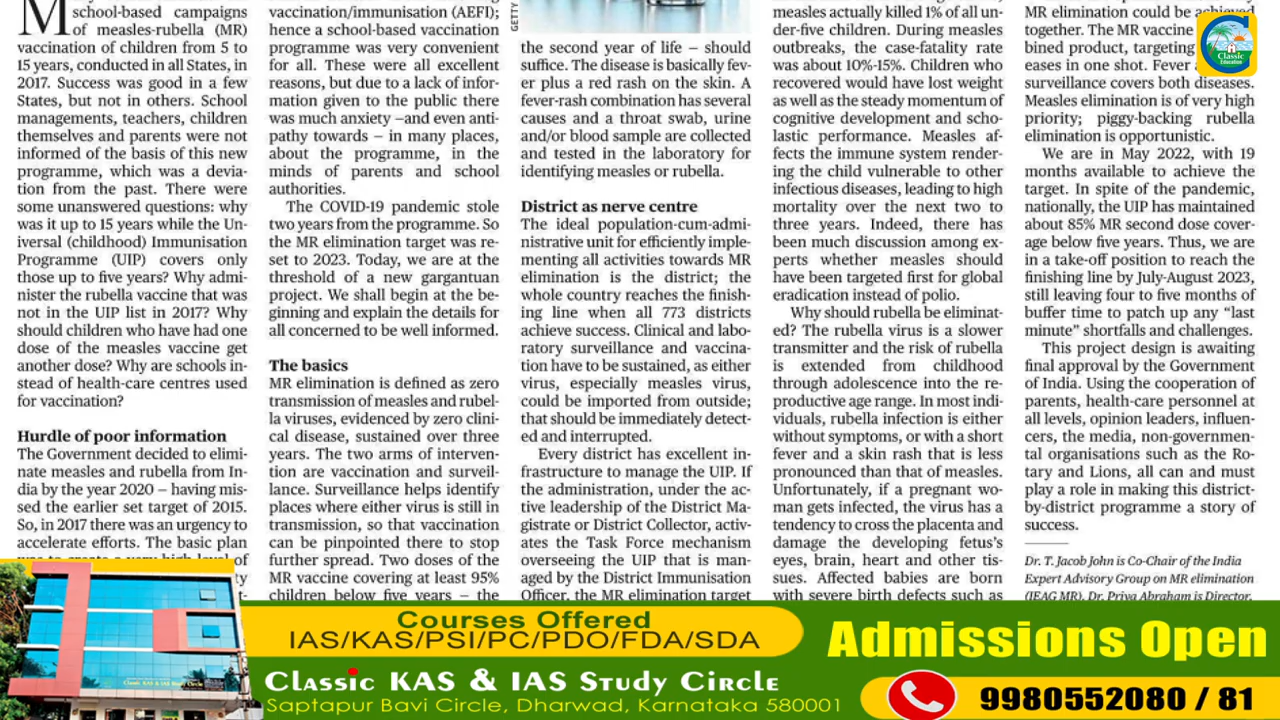 M
school-based campaigns
of measles-rubella (MR)
vaccination of children from 5 to
15 years, conducted in all States, in
2017. Success was good in a few
States, but not in others. School
managements, teachers, children
themselves and parents were not
informed of the basis of this new
programme, which was a devia-
tion from the past. There were
some unanswered questions: why
was it up to 15 years while the Un-
iversal (childhood) Immunisation
Programme (UIP) covers only
those up to five years? Why admi-
nister the rubella vaccine that was
not in the UIP list in 2017? Why
should children who have had one
dose of the measles vaccine get
another dose? Why are schools in-
stead of health-care centres used
for vaccination?
Hurdle of poor information
The Government decided to elimi-
nate measles and rubella from In-
dia by the year 2020 – having mis-
sed the earlier set target of 2015.
So, in 2017 there was an urgency to
accelerate efforts. The basic plan
vaccination/immunisation (AEFI);
hence a school-based vaccination
programme was very convenient
for all. These were all excellent
reasons, but due to a lack of infor-
mation given to the public there
was much anxiety –and even anti-
pathy towards – in many places,
about the programme, in the
minds of parents and school
authorities.
The COVID-19 pandemic stole
two years from the programme. So
the MR elimination target was re-
set to 2023. Today, we are at the
threshold of a new gargantuan
project. We shall begin at the be-
ginning and explain the details for
all concerned to be well informed.
The basics
MR elimination is defined as zero
transmission of measles and rubel-
la viruses, evidenced by zero clini-
cal disease, sustained over three
years. The two arms of interven-
tion are vaccination and surveil-
lance. Surveillance helps identify
places where either virus is still in
transmission, so that vaccination
can be pinpointed there to stop
further spread. Two doses of the
MR vaccine covering at least 95%
children below five years – the
GETTY
the second year of life – should
suffice. The disease is basically fev-
er plus a red rash on the skin. A
fever-rash combination has several
causes and a throat swab, urine
and/or blood sample are collected
and tested in the laboratory for
identifying measles or rubella.
District as nerve centre
The ideal population-cum-admi-
nistrative unit for efficiently imple-
menting all activities towards MR
elimination is the district; the
whole country reaches the finish-
ing line when all 773 districts
achieve success. Clinical and labo-
ratory surveillance and vaccina-
tion have to be sustained, as either
virus, especially measles virus,
could be imported from outside;
that should be immediately detect-
ed and interrupted.
Every district has excellent in-
frastructure to manage the UIP. If
the administration, under the ac-
tive leadership of the District Ma-
gistrate or District Collector, activ-
ates the Task Force mechanism
overseeing the UIP that is man-
aged by the District Immunisation
Officer, the MR elimination target
measles actually killed 1% of all un-
der-five children. During measles
outbreaks, the case-fatality rate
was about 10%-15%. Children who
recovered would have lost weight
as well as the steady momentum of
cognitive development and scho-
lastic performance. Measles af-
fects the immune system render-
ing the child vulnerable to other
infectious diseases, leading to high
mortality over the next two to
three years. Indeed, there has
been much discussion among ex-
perts whether measles should
have been targeted first for global
eradication instead of polio.
Why should rubella be eliminat-
ed? The rubella virus is a slower
transmitter and the risk of rubella
is extended from childhood
through adolescence into the re-
productive age range. In most indi-
viduals, rubella infection is either
without symptoms, or with a short
fever and a skin rash that is less
pronounced than that of measles.
Unfortunately, if a pregnant wo-
man gets infected, the virus has a
tendency to cross the placenta and
damage the developing fetus's
eyes, brain, heart and other tis-
sues. Affected babies are born
with severe birth defects such as
MR elimination could be achieved
together. The MR vaccine
bined product, targeting
eases in one shot. Fever
surveillance covers both diseases.
Measles elimination is of very high
priority; piggy-backing rubella
elimination is opportunistic.
We are in May 2022, with 19
months available to achieve the
target. In spite of the pandemic,
nationally, the UIP has maintained
about 85% MR second dose cover-
age below five years. Thus, we are
in a take-off position to reach the
finishing line by July-August 2023,
still leaving four to five months of
buffer time to patch up any “last
minute” shortfalls and challenges.
This project design is awaiting
final approval by the Government
of India. Using the cooperation of
parents, health-care personnel at
all levels, opinion leaders, influen-
cers, the media, non-governmen-
tal organisations such as the Ro-
tary and Lions, all can and must
play a role in making this district-
by-district programme a story of
success.
Dr. T. Jacob John is Co-Chair of the India
Expert Advisory Group on MR elimination
(IEAG MR). Dr. Priya Abraham is Director,
Classic
Education
Courses Offered
IAS/KAS/PSI/PC/PDO/FDA/SDA
Classic KAS & IAS Study Circle
Saptapur Bavi Circle, Dharwad, Karnataka 580001
Admissions Open
9980552080 / 81